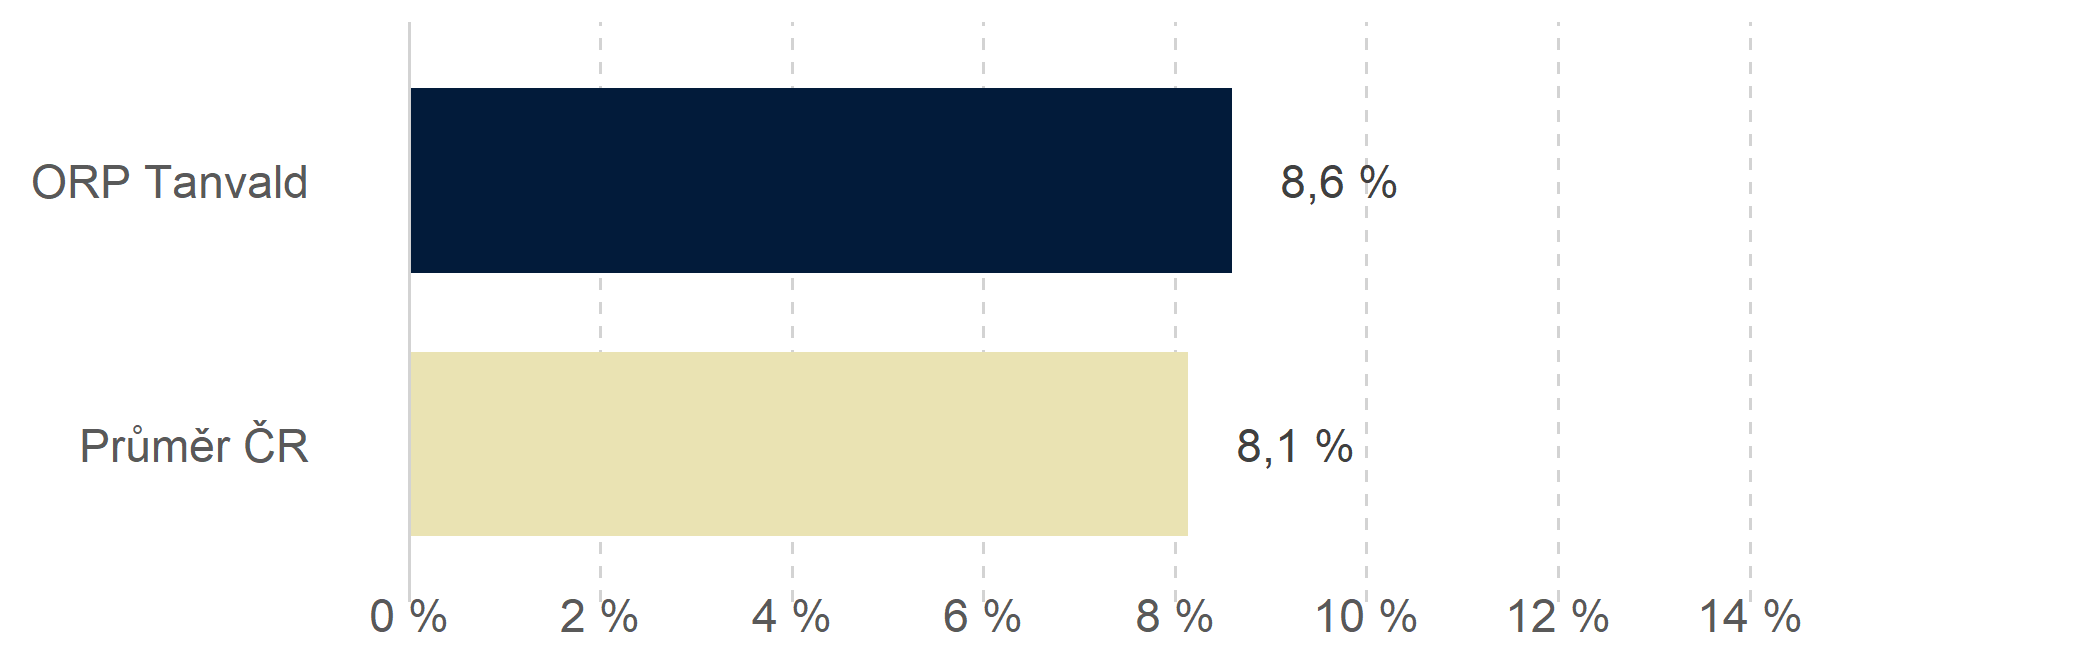 ORP Tanvald
8,6 %
Průměr ČR
8,1 %
0 % 2 % 4 % 6 % 8 % 10 % 12 % 14 %